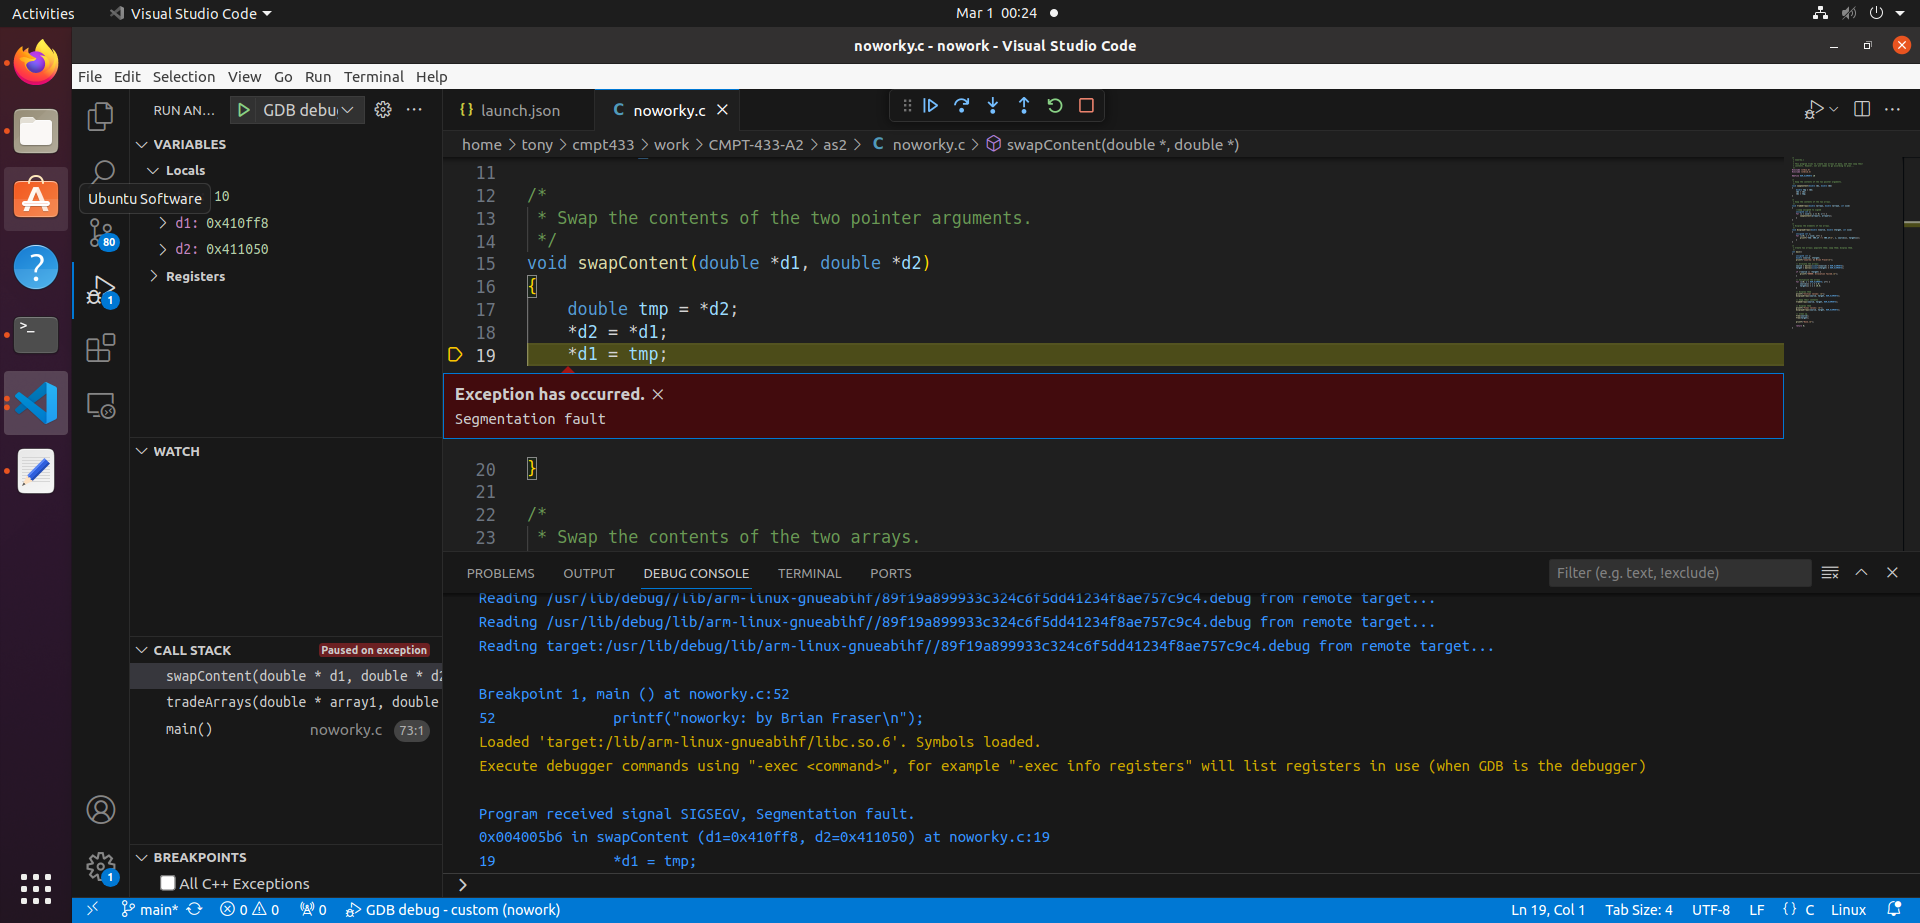 Activities
Visual Studio Code
Mar 1 00:24
noworky.c - nowork - Visual Studio Code
File Edit Selection View Go Run Terminal Help
RUN AN...
GDB debu
launch.json
C noworky.c
home > tony > cmpt433 > work > CMPT-433-A2 > as2 > C noworky.c > swapContent(double *, double *)
VARIABLES
Locals
Ubuntu Software
10
d1: 0x410ff8
d2: 0x411050
Registers
80
1
WATCH
CALL STACK
Paused on exception
swapContent(double * d1, double * d2
tradeArrays(double * array1, double
main()
noworky.c
73:1
BREAKPOINTS
All C++ Exceptions
1
11
12 /*
13 * Swap the contents of the two pointer arguments.
14 */
15 void swapContent(double *d1, double *d2)
16 {
17 double tmp = *d2;
18 *d2 = *d1;
19 *d1 = tmp;
Exception has occurred.
Segmentation fault
20 }
21
22 /*
23 * Swap the contents of the two arrays.
PROBLEMS OUTPUT DEBUG CONSOLE TERMINAL PORTS
Filter (e.g. text, !exclude)
Reading /usr/lib/debug//lib/arm-linux-gnueabihf/89f19a899933c324c6f5dd41234f8ae757c9c4.debug from remote target...
Reading /usr/lib/debug/lib/arm-linux-gnueabihf//89f19a899933c324c6f5dd41234f8ae757c9c4.debug from remote target...
Reading target:/usr/lib/debug/lib/arm-linux-gnueabihf//89f19a899933c324c6f5dd41234f8ae757c9c4.debug from remote target...
Breakpoint 1, main () at noworky.c:52
52 printf("noworky: by Brian Fraser\n");
Loaded 'target:/lib/arm-linux-gnueabihf/libc.so.6'. Symbols loaded.
Execute debugger commands using "-exec <command>", for example "-exec info registers" will list registers in use (when GDB is the debugger)
Program received signal SIGSEGV, Segmentation fault.
0x004005b6 in swapContent (d1=0x410ff8, d2=0x411050) at noworky.c:19
19 *d1 = tmp;
>
main*
0 0
0
GDB debug - custom (nowork)
Ln 19, Col 1
Tab Size: 4
UTF-8
LF
{} C
Linux